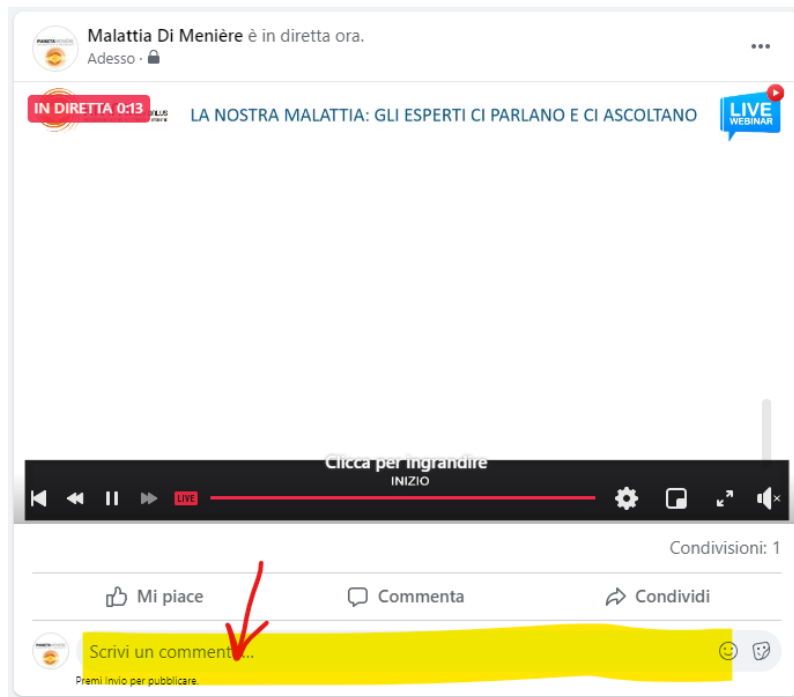 Malattia Di Menière è in diretta ora.
Adesso
IN DIRETTA 0:13
LA NOSTRA MALATTIA: GLI ESPERTI CI PARLANO E CI ASCOLTANO
LIVE
WEBINAR
Clicca per ingrandire
INIZIO
LIVE
Condivisioni: 1
Mi piace
Commenta
Condividi
Scrivi un commento...
Premi Invio per pubblicare.